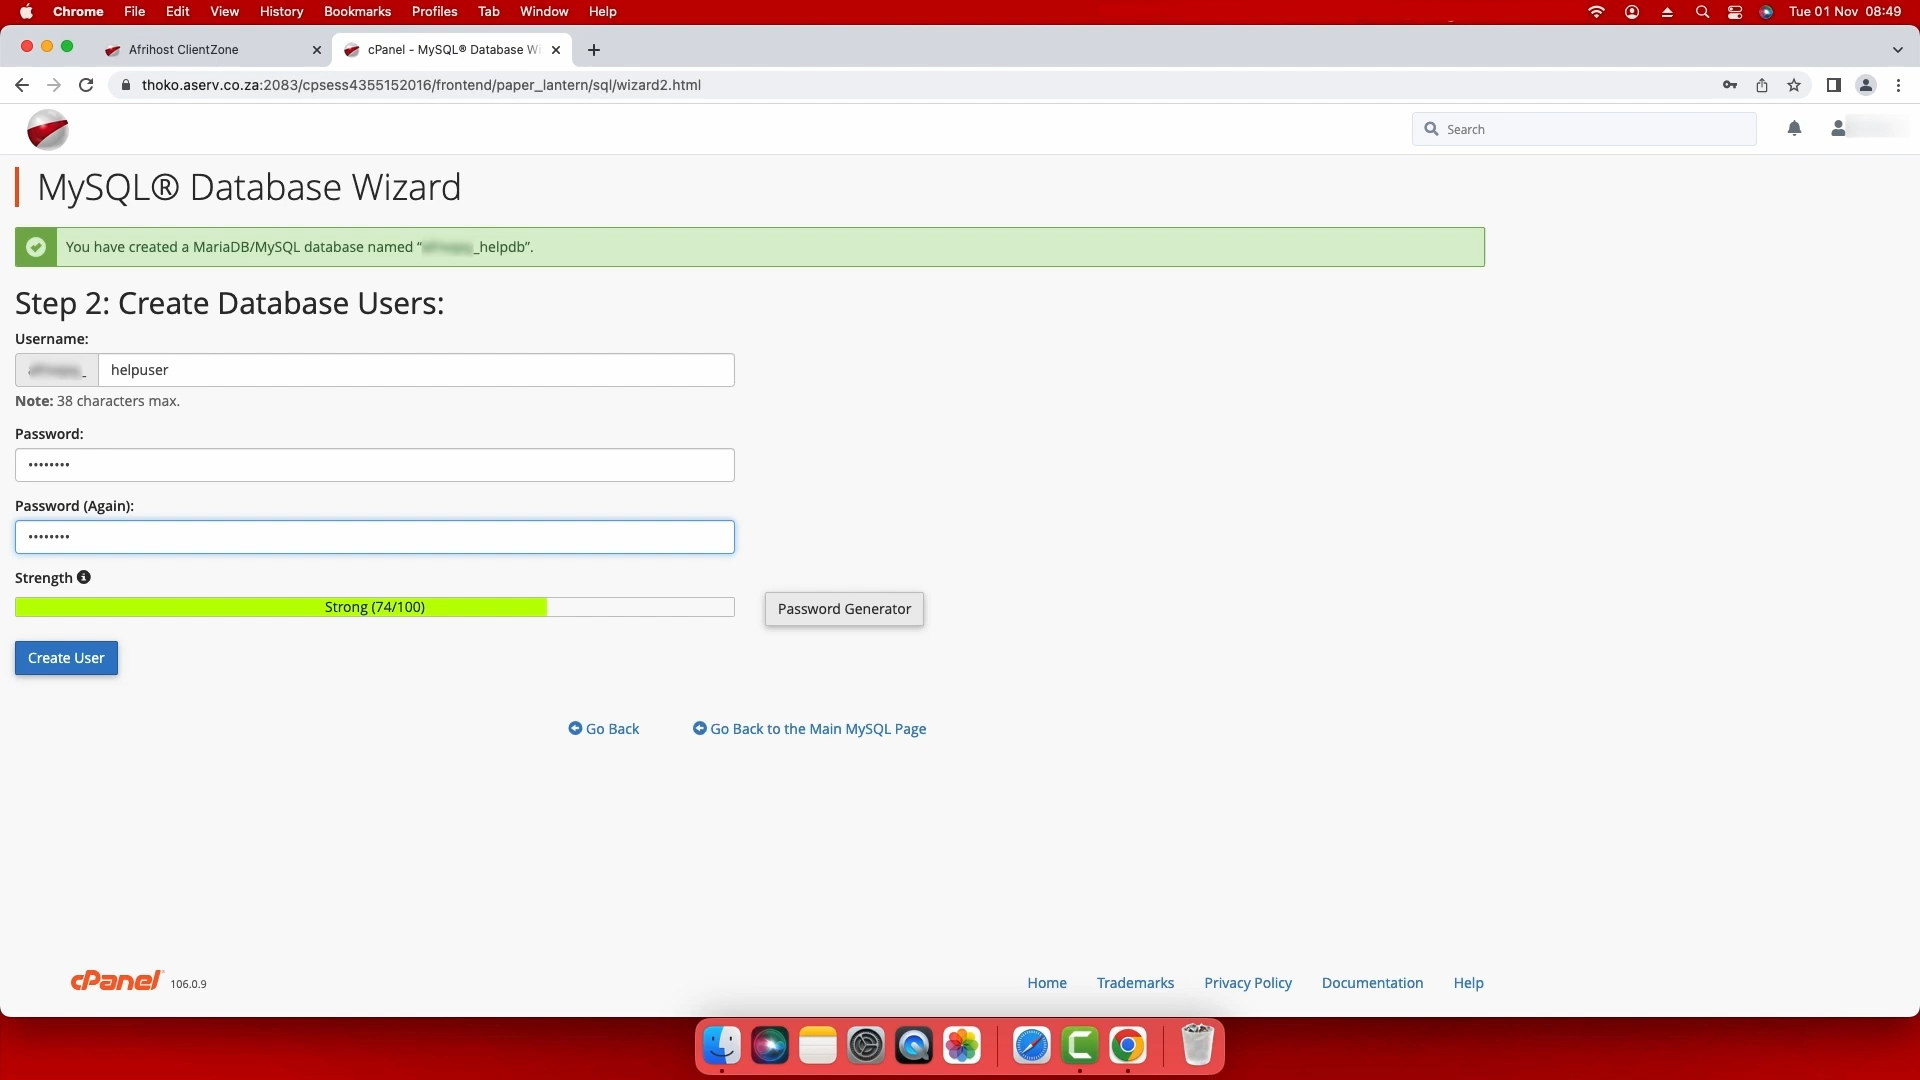 Chrome File Edit View History Bookmarks Profiles Tab Window Help Tue 01 Nov 08:49
Afrihost ClientZone cPanel - MySQL® Database Wi
thoko.aserv.co.za:2083/cpsess4355152016/frontend/paper_lantern/sql/wizard2.html
Search
MySQL® Database Wizard
You have created a MariaDB/MySQL database named “_helpdb”.
Step 2: Create Database Users:
Username:
_ helpuser
Note: 38 characters max.
Password:
••••••••
Password (Again):
••••••••
Strength
Strong (74/100) Password Generator
Create User
Go Back Go Back to the Main MySQL Page
cPanel 106.0.9 Home Trademarks Privacy Policy Documentation Help